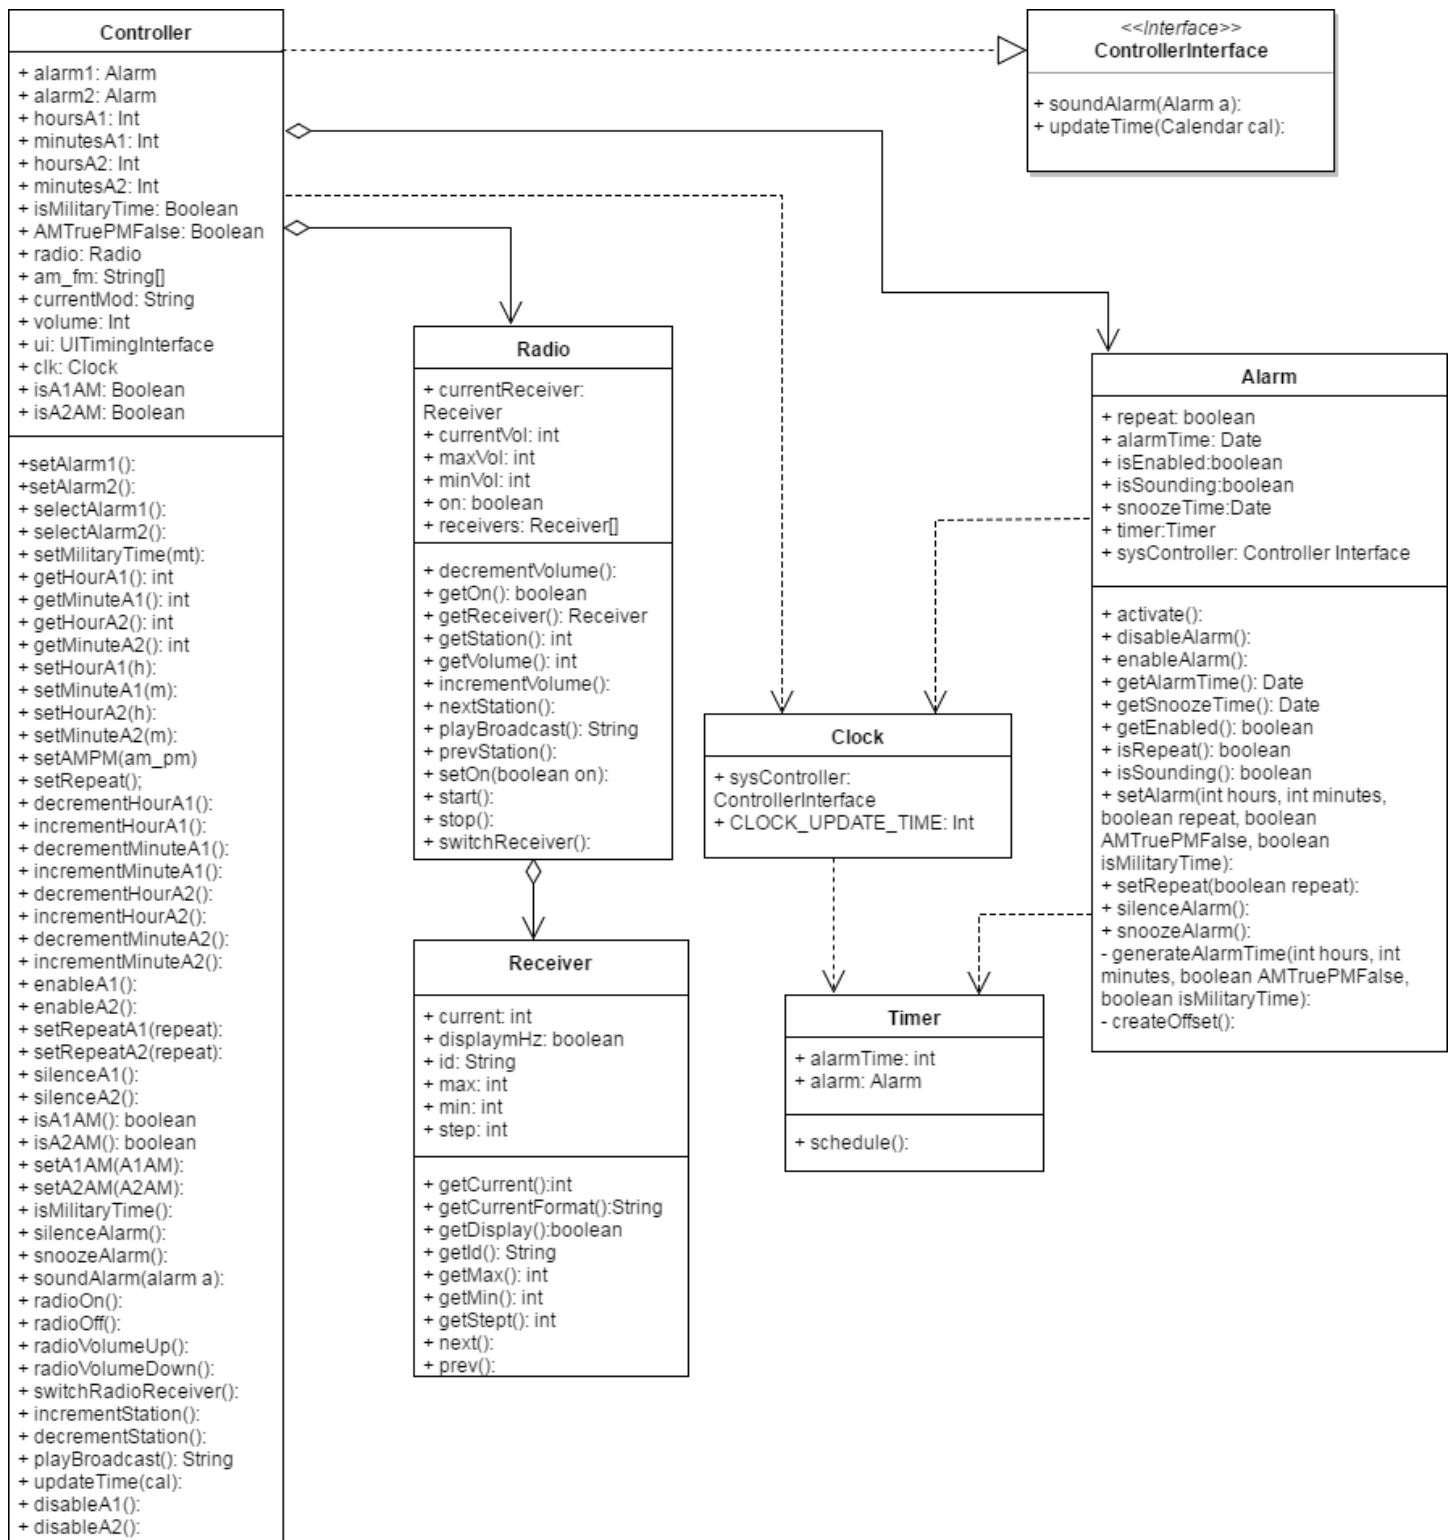 Controller
+ alarm1: Alarm
+ alarm2: Alarm
+ hoursA1: Int
+ minutesA1: Int
+ hoursA2: Int
+ minutesA2: Int
+ isMilitaryTime: Boolean
+ AMTruePMFalse: Boolean
+ radio: Radio
+ am_fm: String[]
+ currentMod: String
+ volume: Int
+ ui: UITimingInterface
+ clk: Clock
+ isA1AM: Boolean
+ isA2AM: Boolean
+setAlarm1():
+setAlarm2():
+ selectAlarm1():
+ selectAlarm2():
+ setMilitaryTime(mt):
+ getHourA1(): int
+ getMinuteA1(): int
+ getHourA2(): int
+ getMinuteA2(): int
+ setHourA1(h):
+ setMinuteA1(m):
+ setHourA2(h):
+ setMinuteA2(m):
+ setAMPM(am_pm)
+ setRepeat();
+ decrementHourA1():
+ incrementHourA1():
+ decrementMinuteA1():
+ incrementMinuteA1():
+ decrementHourA2():
+ incrementHourA2():
+ decrementMinuteA2():
+ incrementMinuteA2():
+ enableA1():
+ enableA2():
+ setRepeatA1(repeat):
+ setRepeatA2(repeat):
+ silenceA1():
+ silenceA2():
+ isA1AM(): boolean
+ isA2AM(): boolean
+ setA1AM(A1AM):
+ setA2AM(A2AM):
+ isMilitaryTime():
+ silenceAlarm():
+ snoozeAlarm():
+ soundAlarm(alarm a):
+ radioOn():
+ radioOff():
+ radioVolumeUp():
+ radioVolumeDown():
+ switchRadioReceiver():
+ incrementStation():
+ decrementStation():
+ playBroadcast(): String
+ updateTime(cal):
+ disableA1():
+ disableA2():
<<Interface>>
ControllerInterface
+ soundAlarm(Alarm a):
+ updateTime(Calendar cal):
Radio
+ currentReceiver:
Receiver
+ currentVol: int
+ maxVol: int
+ minVol: int
+ on: boolean
+ receivers: Receiver[]
+ decrementVolume():
+ getOn(): boolean
+ getReceiver(): Receiver
+ getStation(): int
+ getVolume(): int
+ incrementVolume():
+ nextStation():
+ playBroadcast(): String
+ prevStation():
+ setOn(boolean on):
+ start():
+ stop():
+ switchReceiver():
Receiver
+ current: int
+ displaymHz: boolean
+ id: String
+ max: int
+ min: int
+ step: int
+ getCurrent():int
+ getCurrentFormat():String
+ getDisplay():boolean
+ getId(): String
+ getMax(): int
+ getMin(): int
+ getStept(): int
+ next():
+ prev():
Clock
+ sysController:
ControllerInterface
+ CLOCK_UPDATE_TIME: Int
Timer
+ alarmTime: int
+ alarm: Alarm
+ schedule():
Alarm
+ repeat: boolean
+ alarmTime: Date
+ isEnabled:boolean
+ isSounding:boolean
+ snoozeTime:Date
+ timer:Timer
+ sysController: Controller Interface
+ activate():
+ disableAlarm():
+ enableAlarm():
+ getAlarmTime(): Date
+ getSnoozeTime(): Date
+ getEnabled(): boolean
+ isRepeat(): boolean
+ isSounding(): boolean
+ setAlarm(int hours, int minutes,
boolean repeat, boolean
AMTruePMFalse, boolean
isMilitaryTime):
+ setRepeat(boolean repeat):
+ silenceAlarm():
+ snoozeAlarm():
- generateAlarmTime(int hours, int
minutes, boolean AMTruePMFalse,
boolean isMilitaryTime):
- createOffset():